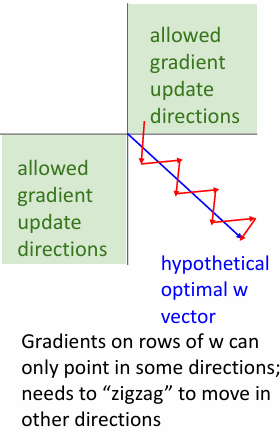 allowed
gradient
update
directions
allowed
gradient
update
directions
hypothetical
optimal w
vector
Gradients on rows of w can
only point in some directions;
needs to “zigzag” to move in
other directions